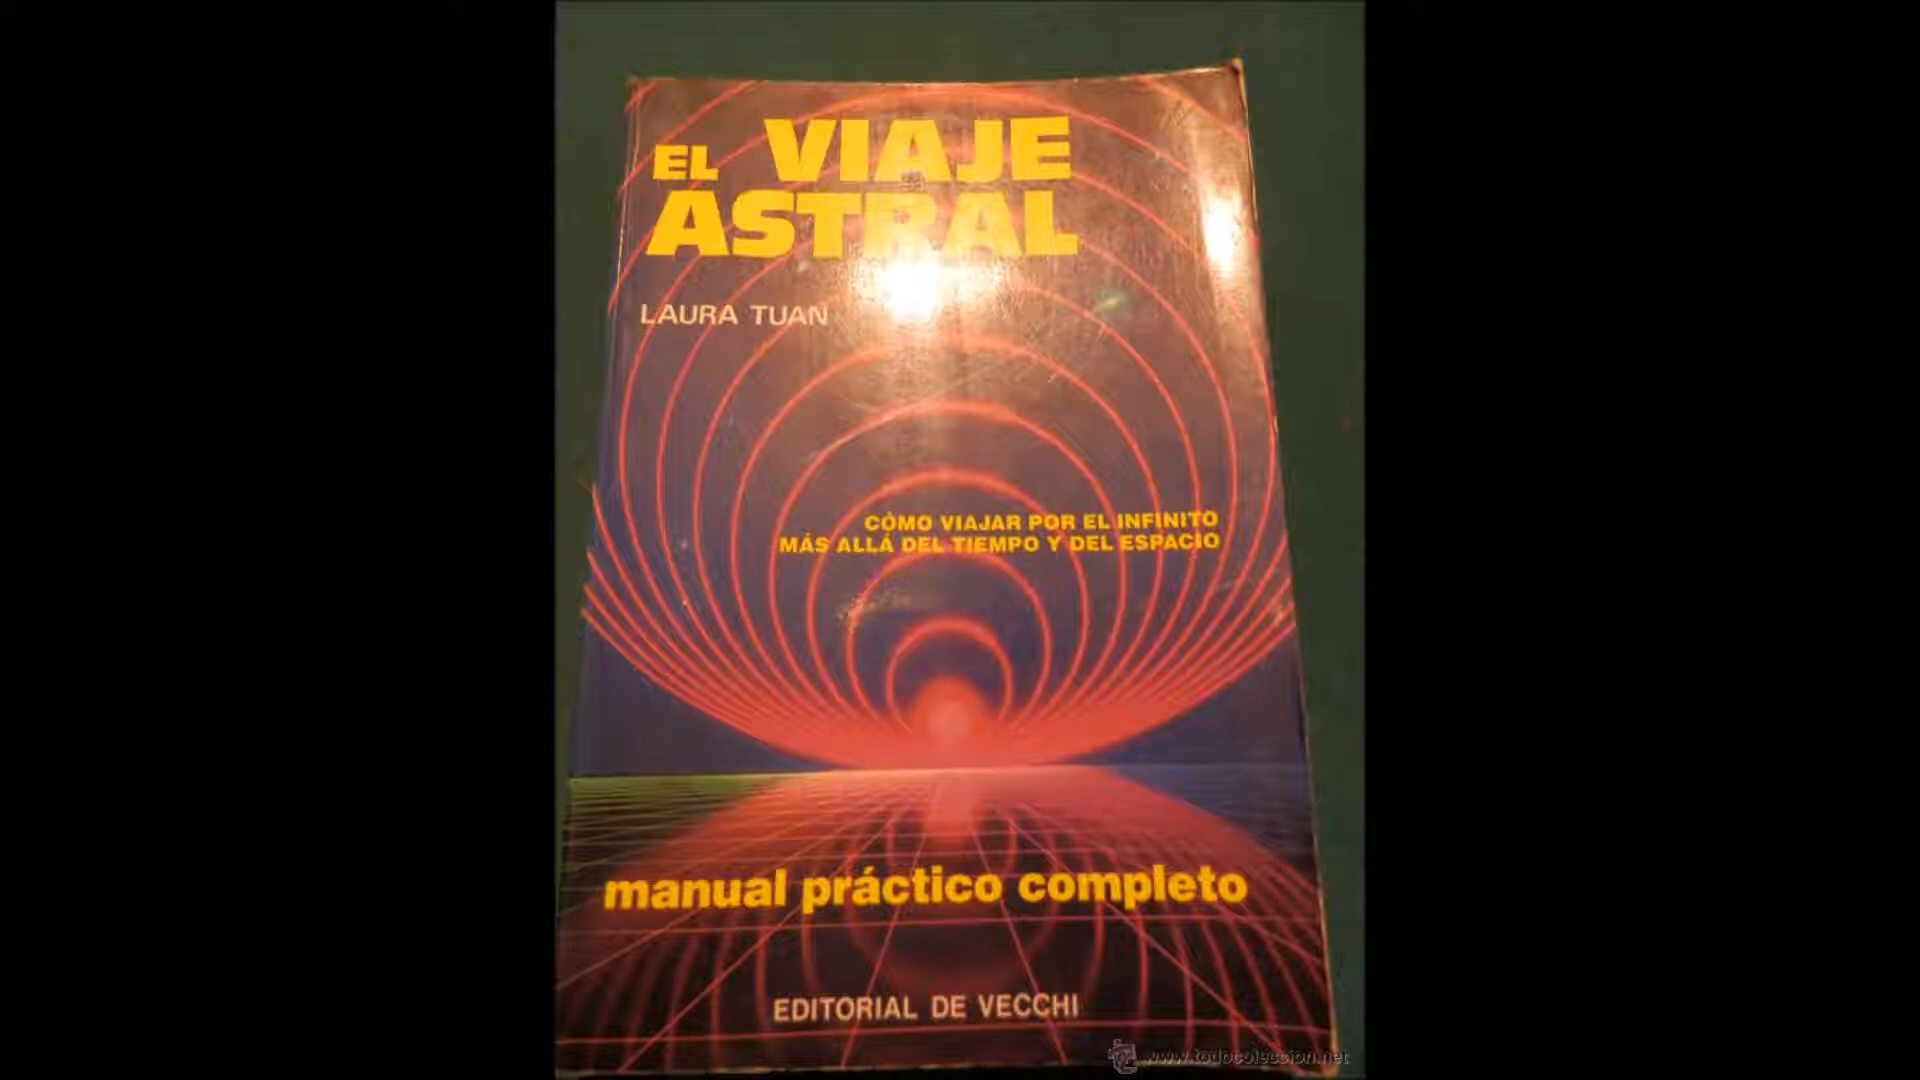 EL VIAJE
ASTRAL
LAURA TUAN
CÓMO VIAJAR POR EL INFINITO
MÁS ALLÁ DEL TIEMPO Y DEL ESPACIO
manual práctico completo
EDITORIAL DE VECCHI
www.todocoleccion.net